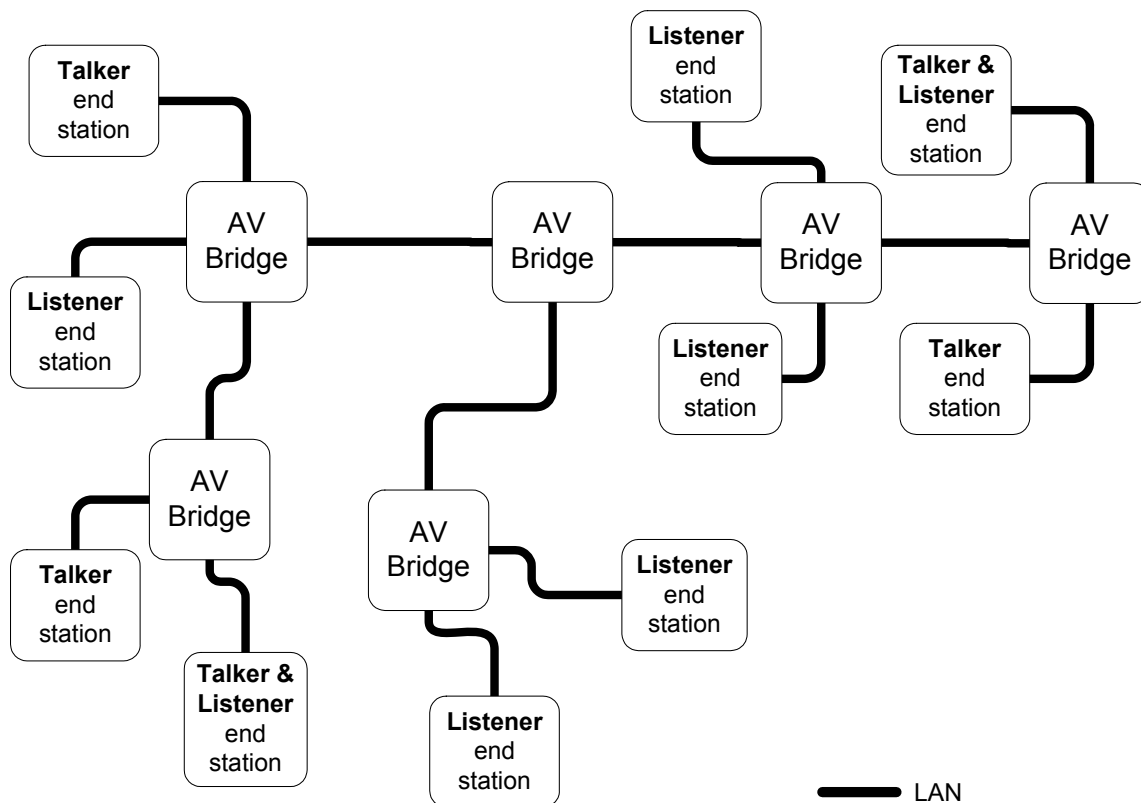 Listener
end
station
Talker
end
station
Talker &
Listener
end
station
AV
Bridge
AV
Bridge
AV
Bridge
AV
Bridge
Listener
end
station
Listener
end
station
Talker
end
station
AV
Bridge
AV
Bridge
Talker
end
station
Listener
end
station
Talker &
Listener
end
station
Listener
end
station
LAN